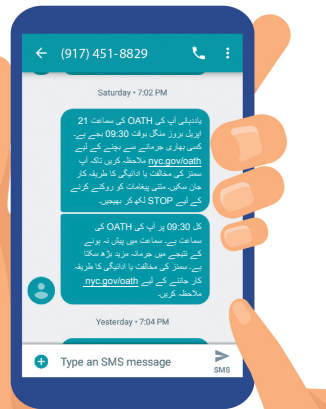 (917) 451-8829
Saturday • 7:02 PM
یاددہانی آپ کی OATH کی سماعت 21
اپریل بروز منگل بوقت 09:30 بجے ہے۔
کسی بھاری جرمانے سے بچنے کے لیے
nyc.gov/oath ملاحظہ کریں تاکہ آپ
سمنز کی مخالفت یا ادائیگی کا طریقہ کار
جان سکیں۔ متنی پیغامات کو روکنے کرنے
کے لیے STOP لکھ کر بھیجیں۔
کل 09:30 پر آپ کی OATH کی
سماعت ہے۔ سماعت میں پیش نہ ہونے
کے نتیجے میں جرمانہ مزید بڑھ سکتا
ہے۔ سمنز کی مخالفت یا ادائیگی کا طریقہ
کار جاننے کے لیے nyc.gov/oath
ملاحظہ کریں۔
Yesterday • 7:04 PM
Type an SMS message
SMS